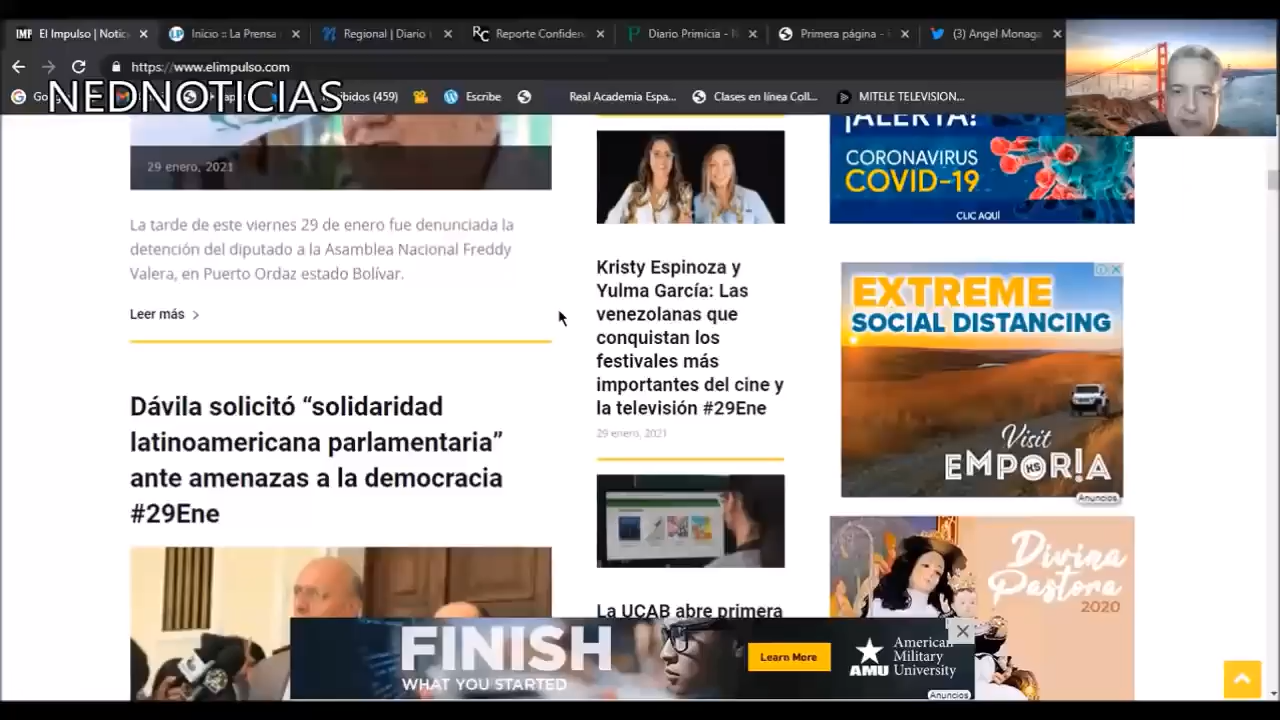 El Impulso | Notic
Inicio :: La Prensa
Regional | Diario
Reporte Confiden
Diario Primicia - N
Primera página -
(3) Angel Monaga
https://www.elimpulso.com
NEDNOTICIAS
ibidos (459)
Escribe
Real Academia Espa...
Clases en línea Coll...
MITELE TELEVISION...
29 enero, 2021
La tarde de este viernes 29 de enero fue denunciada la
detención del diputado a la Asamblea Nacional Freddy
Valera, en Puerto Ordaz estado Bolívar.
Leer más
Dávila solicitó “solidaridad
latinoamericana parlamentaria”
ante amenazas a la democracia
#29Ene
Kristy Espinoza y
Yulma García: Las
venezolanas que
conquistan los
festivales más
importantes del cine y
la televisión #29Ene
29 enero, 2021
La UCAB abre primera
¡ALERTA!
CORONAVIRUS
COVID-19
CLIC AQUÍ
EXTREME
SOCIAL DISTANCING
Visit
EMPORIA
KS
Anuncios
Divina
Pastora
2020
FINISH
WHAT YOU STARTED
Learn More
AMU
American
Military
University
Anuncios